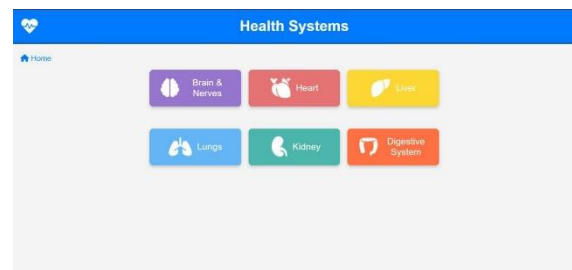 Health Systems
Home
Brain &
Nerves
Heart
Liver
Lungs
Kidney
Digestive
System